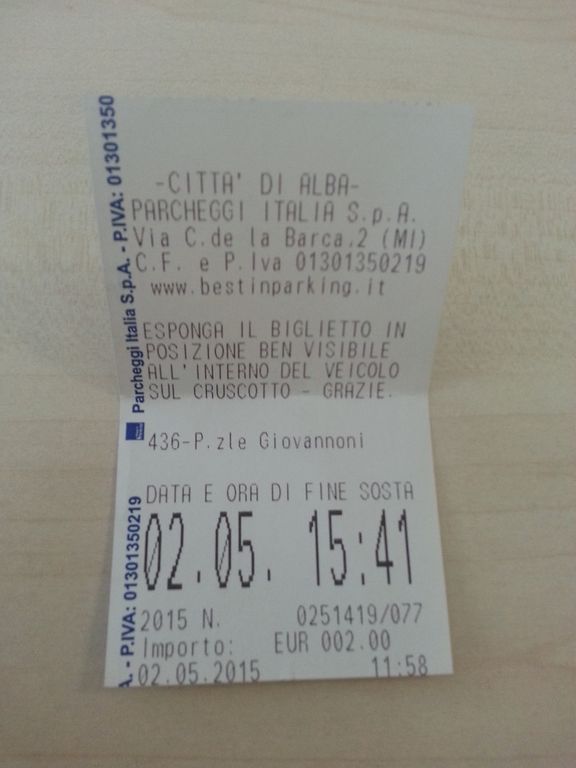 -CITTA' DI ALBA-
PARCHEGGI ITALIA S.p.A.
Via C.de la Barca.2 (MI)
C.F. e P.Iva 01301350219
www.bestinparking.it
ESPONGA IL BIGLIETTO IN
POSIZIONE BEN VISIBILE
ALL'INTERNO DEL VEICOLO
SUL CRUSCOTTO - GRAZIE.
436-P.zle Giovannoni
DATA E ORA DI FINE SOSTA
02.05. 15:41
2015 N. 0251419/077
Importo: EUR 002.00
02.05.2015 11:58
Parcheggi Italia S.p.A. - P.IVA: 01301350
A. - P.IVA: 01301350219